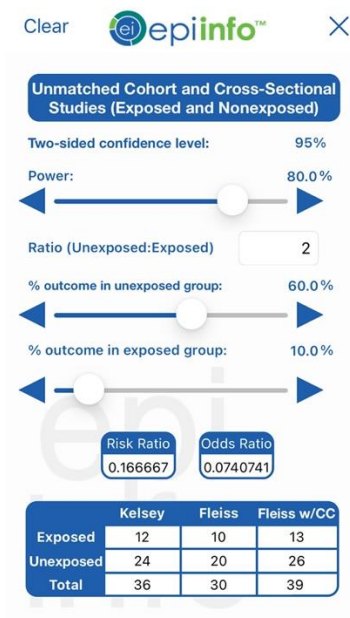 Clear
ei epiinfo™
Unmatched Cohort and Cross-Sectional
Studies (Exposed and Nonexposed)
Two-sided confidence level: 95%
Power: 80.0%
Ratio (Unexposed:Exposed) 2
% outcome in unexposed group: 60.0%
% outcome in exposed group: 10.0%
epi
info
Risk Ratio Odds Ratio
0.166667 0.0740741
Kelsey Fleiss Fleiss w/CC
Exposed 12 10 13
Unexposed 24 20 26
Total 36 30 39